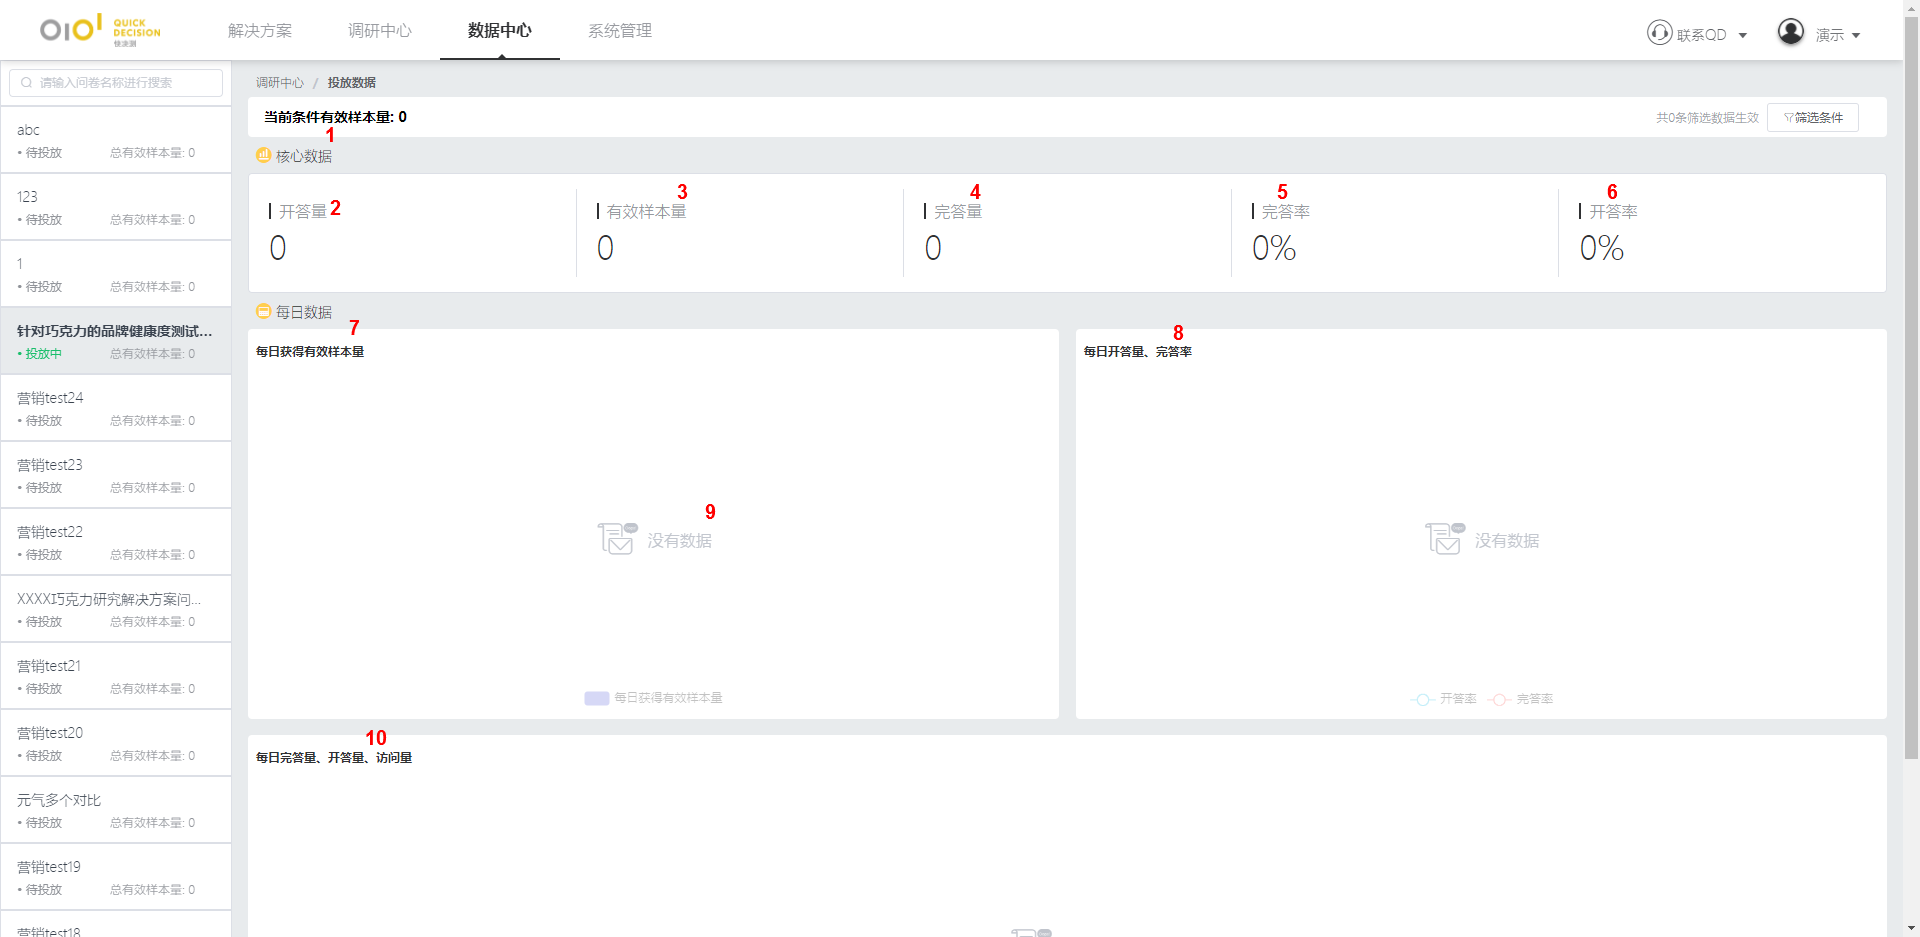 QUICK
DECISION
快决测
解决方案
调研中心
数据中心
系统管理
联系QD
演示
请输入问卷名称进行搜索
abc
• 待投放 总有效样本量: 0
123
• 待投放 总有效样本量: 0
1
• 待投放 总有效样本量: 0
针对巧克力的品牌健康度测试...
• 投放中 总有效样本量: 0
营销test24
• 待投放 总有效样本量: 0
营销test23
• 待投放 总有效样本量: 0
营销test22
• 待投放 总有效样本量: 0
XXXX巧克力研究解决方案问...
• 待投放 总有效样本量: 0
营销test21
• 待投放 总有效样本量: 0
营销test20
• 待投放 总有效样本量: 0
元气多个对比
• 待投放 总有效样本量: 0
营销test19
• 待投放 总有效样本量: 0
营销test18
调研中心 / 投放数据
当前条件有效样本量: 0
共0条筛选数据生效
筛选条件
1
核心数据
开答量 2
0
3
有效样本量
0
4
完答量
0
5
完答率
0%
6
开答率
0%
每日数据
7
每日获得有效样本量
9
没有数据
每日获得有效样本量
8
每日开答量、完答率
没有数据
开答率 完答率
10
每日完答量、开答量、访问量